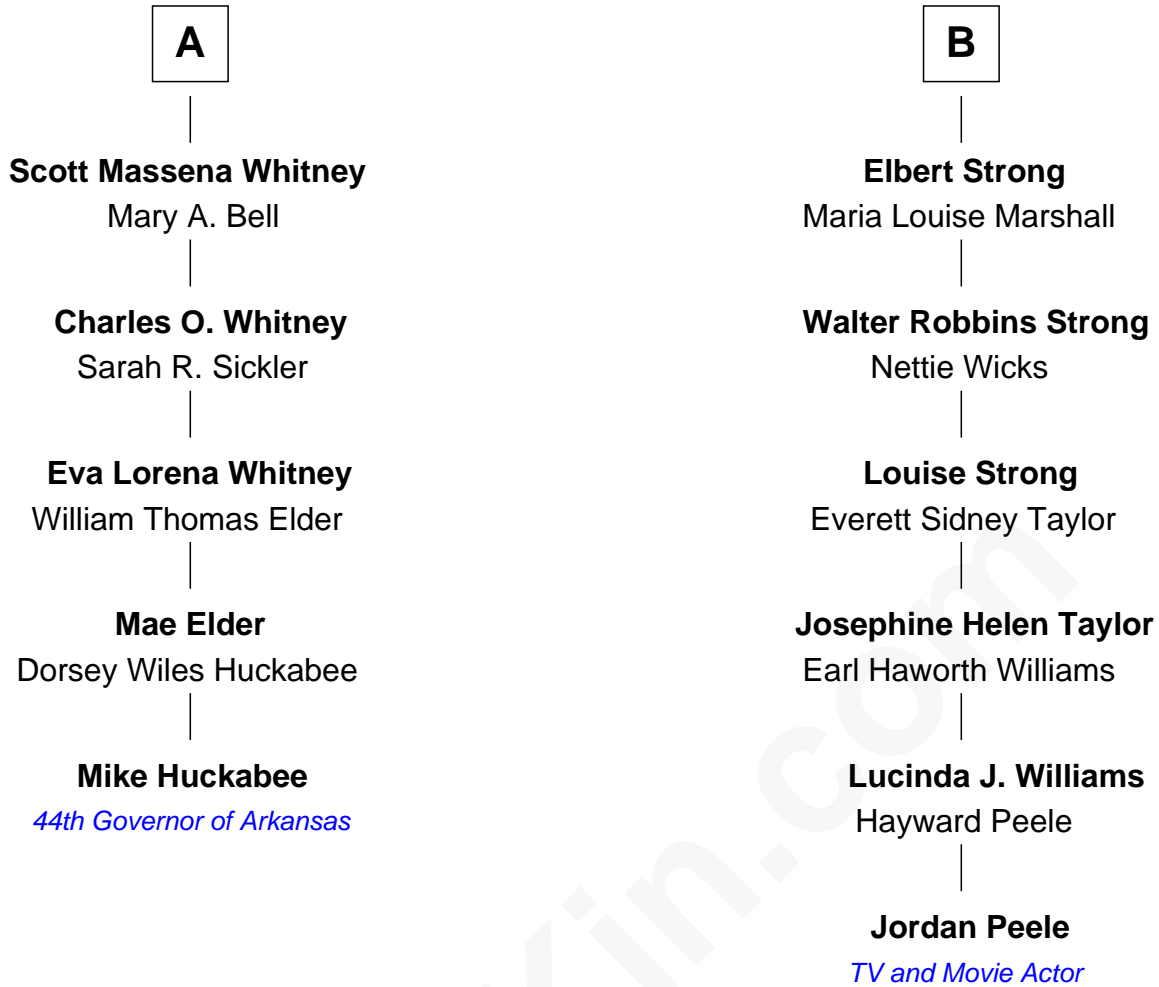 A
Scott Massena Whitney
Mary A. Bell
Charles O. Whitney
Sarah R. Sickler
Eva Lorena Whitney
William Thomas Elder
Mae Elder
Dorsey Wiles Huckabee
Mike Huckabee
44th Governor of Arkansas
B
Elbert Strong
Maria Louise Marshall
Walter Robbins Strong
Nettie Wicks
Louise Strong
Everett Sidney Taylor
Josephine Helen Taylor
Earl Haworth Williams
Lucinda J. Williams
Hayward Peele
Jordan Peele
TV and Movie Actor
Kin.com